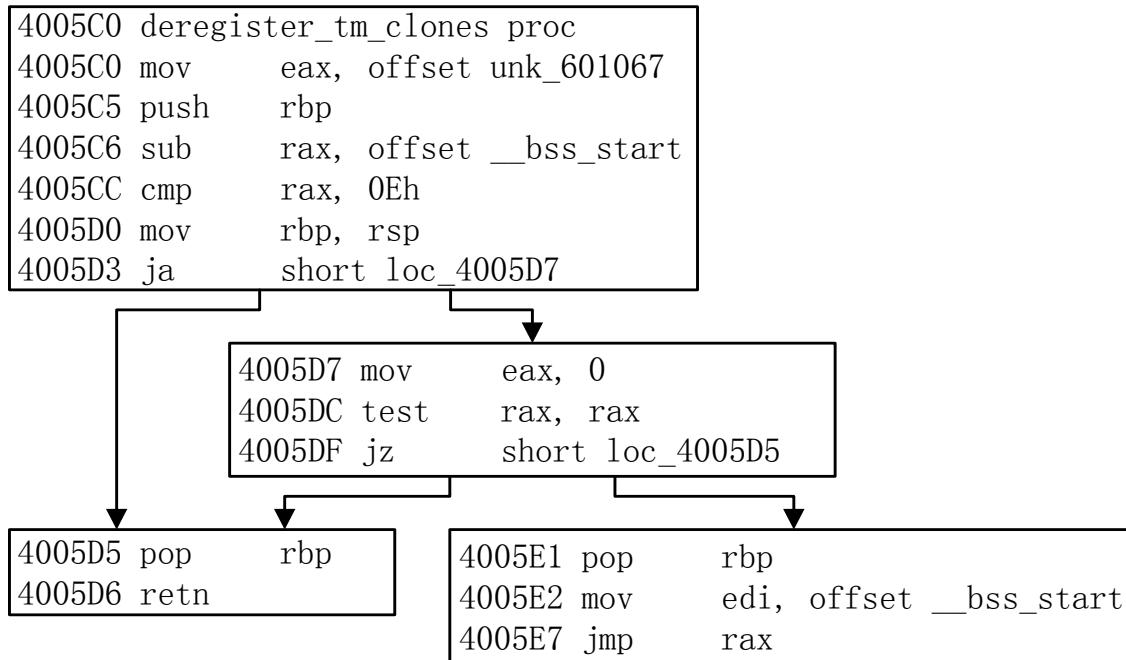 4005C0 deregister_tm_clones proc
4005C0 mov eax, offset unk_601067
4005C5 push rbp
4005C6 sub rax, offset __bss_start
4005CC cmp rax, 0Eh
4005D0 mov rbp, rsp
4005D3 ja short loc_4005D7
4005D7 mov eax, 0
4005DC test rax, rax
4005DF jz short loc_4005D5
4005D5 pop rbp
4005D6 retn
4005E1 pop rbp
4005E2 mov edi, offset __bss_start
4005E7 jmp rax